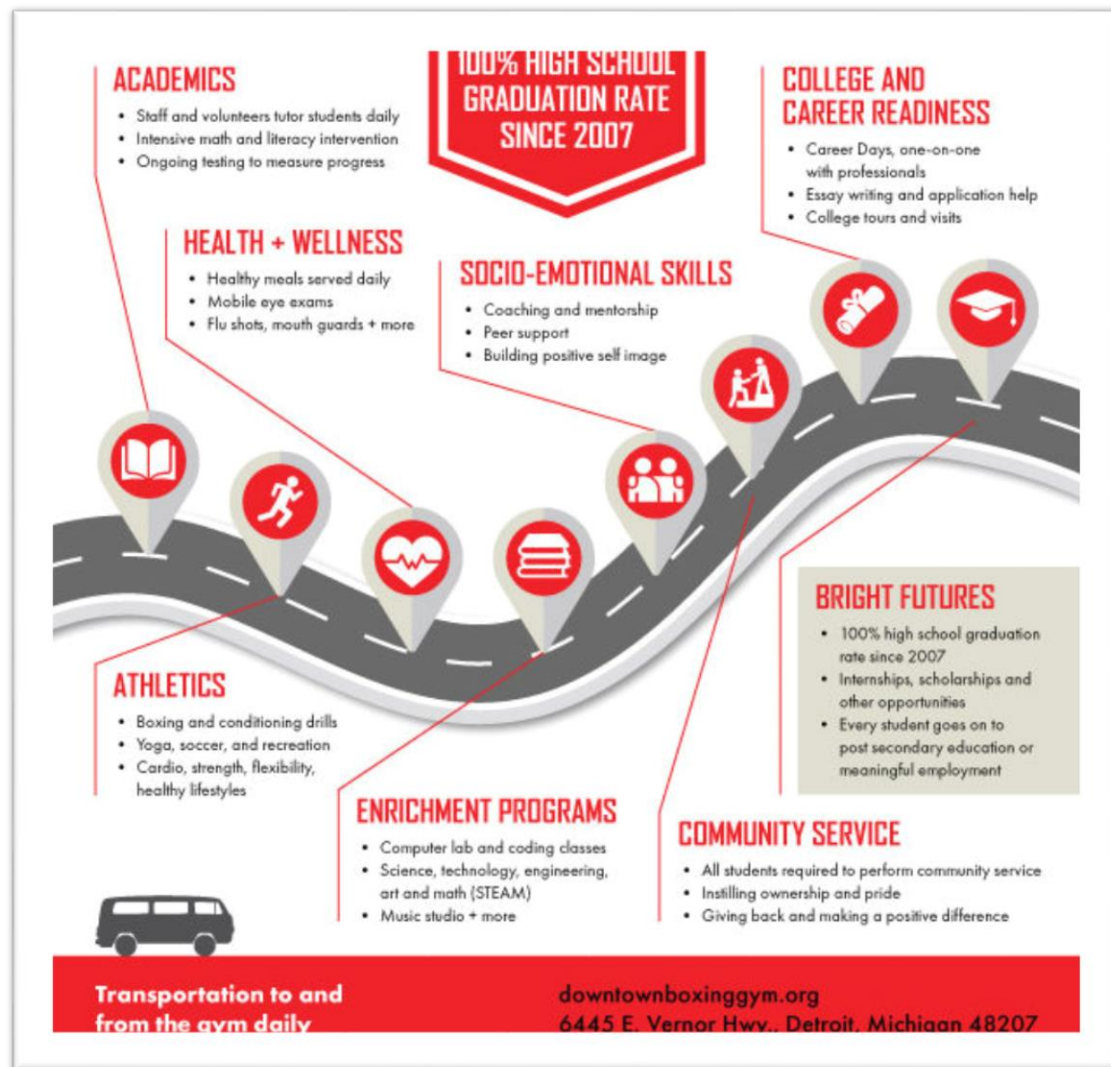 100% HIGH SCHOOL
GRADUATION RATE
SINCE 2007
ACADEMICS
• Staff and volunteers tutor students daily
• Intensive math and literacy intervention
• Ongoing testing to measure progress
COLLEGE AND
CAREER READINESS
• Career Days, one-on-one
with professionals
• Essay writing and application help
• College tours and visits
HEALTH + WELLNESS
• Healthy meals served daily
• Mobile eye exams
• Flu shots, mouth guards + more
SOCIO-EMOTIONAL SKILLS
• Coaching and mentorship
• Peer support
• Building positive self image
ATHLETICS
• Boxing and conditioning drills
• Yoga, soccer, and recreation
• Cardio, strength, flexibility,
healthy lifestyles
BRIGHT FUTURES
• 100% high school graduation
rate since 2007
• Internships, scholarships and
other opportunities
• Every student goes on to
post secondary education or
meaningful employment
ENRICHMENT PROGRAMS
• Computer lab and coding classes
• Science, technology, engineering,
art and math (STEAM)
• Music studio + more
COMMUNITY SERVICE
• All students required to perform community service
• Instilling ownership and pride
• Giving back and making a positive difference
Transportation to and
from the gym daily
downtownboxinggym.org
6445 E. Vernor Hwy., Detroit, Michigan 48207